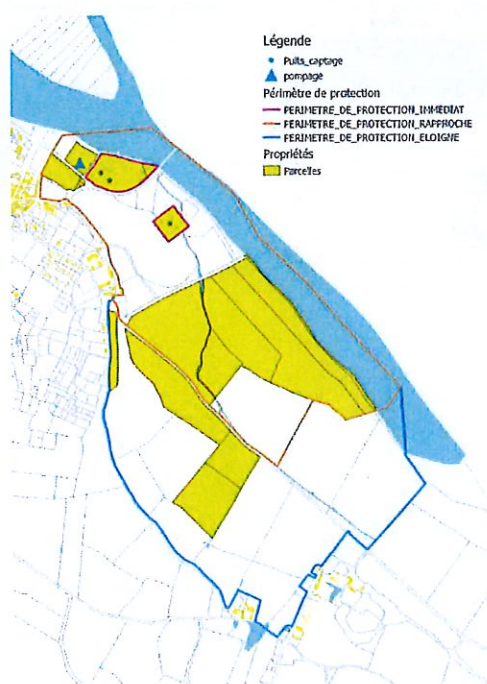 Légende
Puits_captage
pompage
Périmètre de protection
PERIMETRE_DE_PROTECTION_IMMEDIAT
PERIMETRE_DE_PROTECTION_RAPPROCHE
PERIMETRE_DE_PROTECTION_ELOIGNE
Propriétés
Parcelles